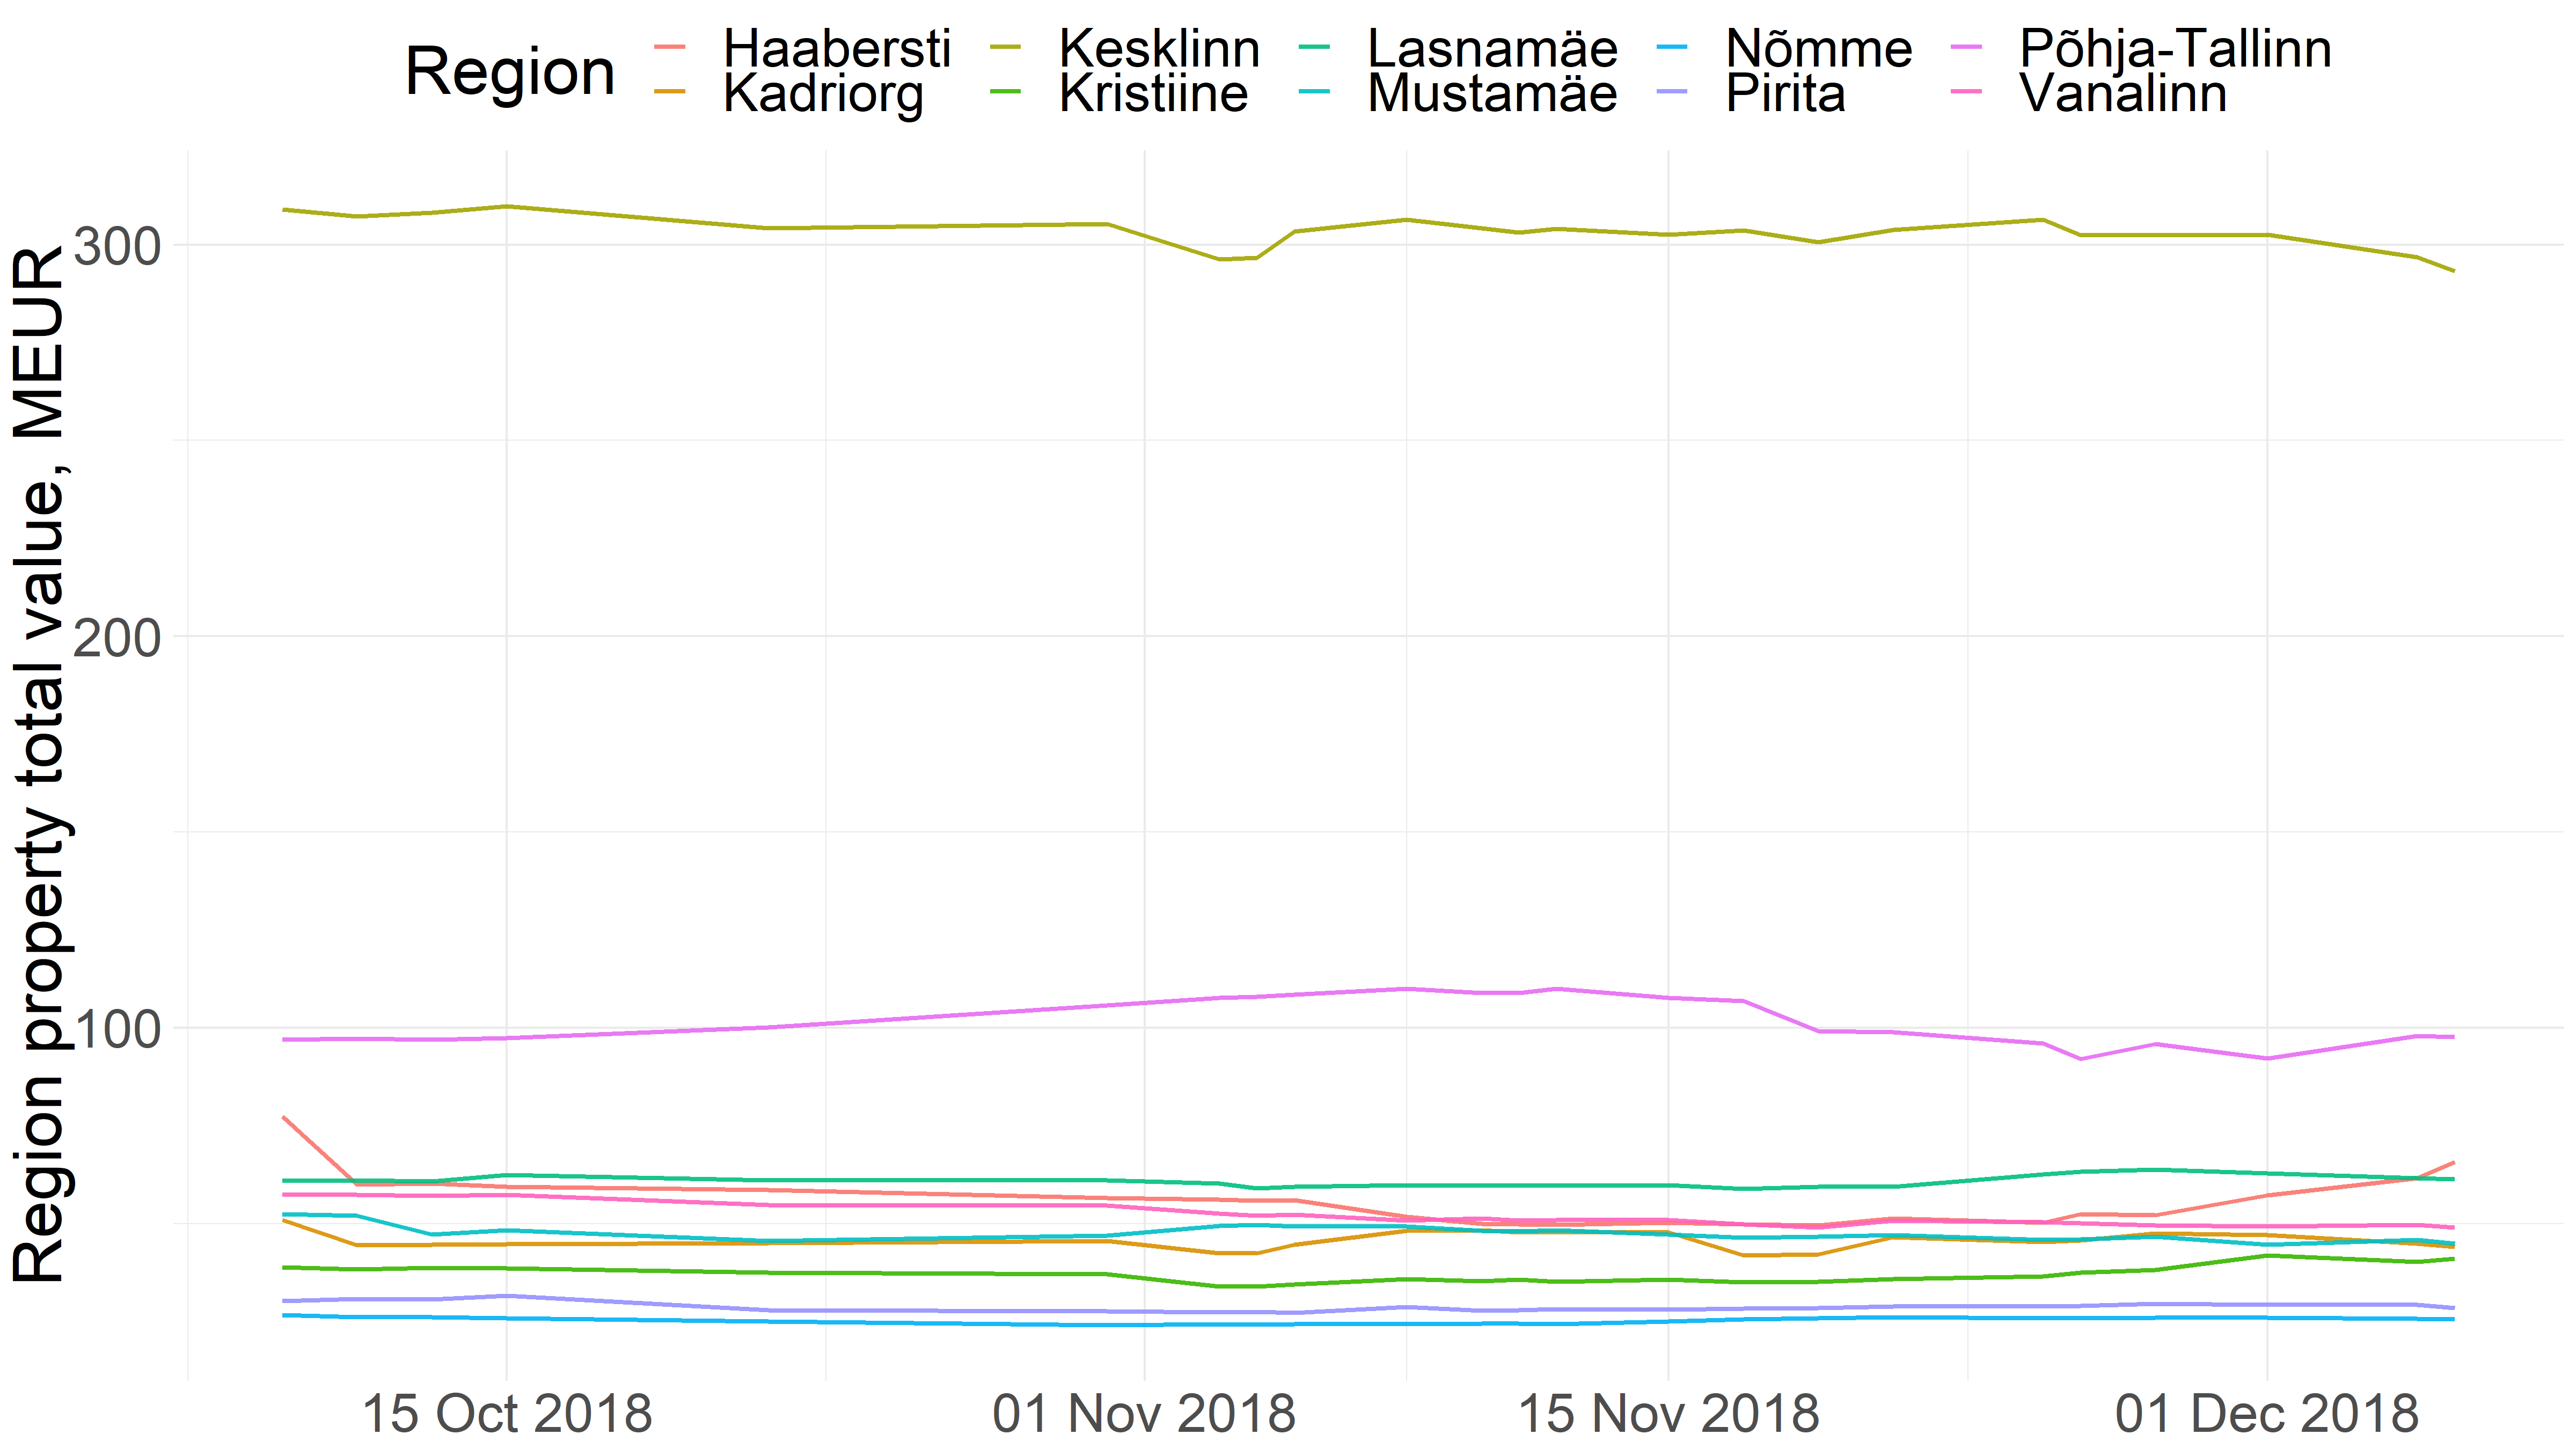 Region
Haabersti Kesklinn Lasnamäe Nõmme Põhja-Tallinn
Kadriorg Kristiine Mustamäe Pirita Vanalinn
Region property total value, MEUR
300
200
100
15 Oct 2018 01 Nov 2018 15 Nov 2018 01 Dec 2018